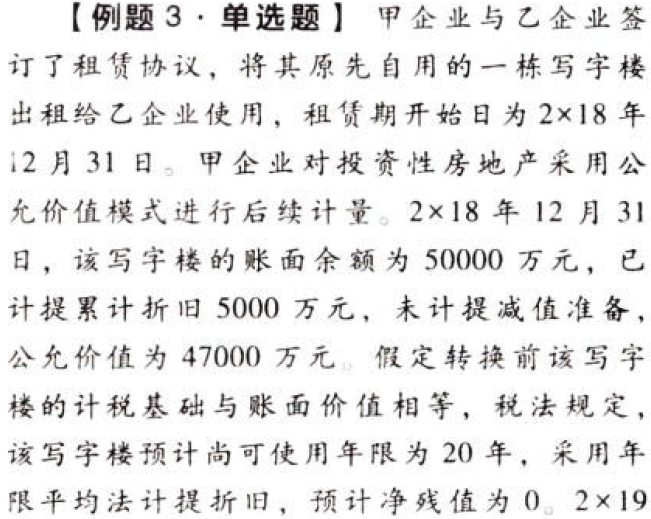 【例题 3 · 单选题】 甲企业与乙企业签
订了租赁协议，将其原先自用的一栋写字楼
出租给乙企业使用，租赁期开始日为 2×18 年
12 月 31 日。甲企业对投资性房地产采用公
允价值模式进行后续计量。2×18 年 12 月 31
日，该写字楼的账面余额为 50000 万元，已
计提累计折旧 5000 万元，未计提减值准备，
公允价值为 47000 万元。假定转换前该写字
楼的计税基础与账面价值相等，税法规定，
该写字楼预计尚可使用年限为 20 年，采用年
限平均法计提折旧，预计净残值为 0。2×19